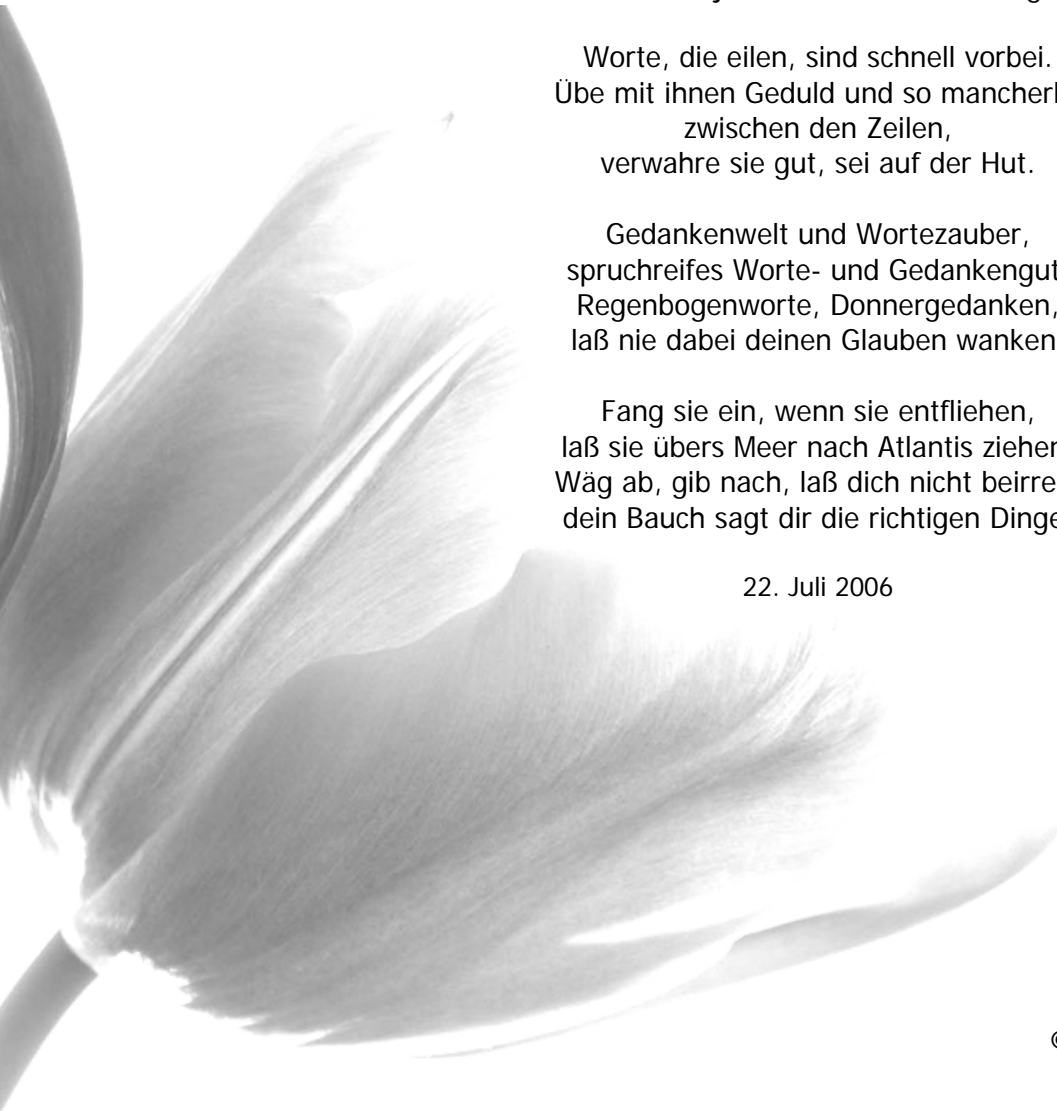 Worte, die eilen, sind schnell vorbei.
Übe mit ihnen Geduld und so
zwischen den Zeilen,
verwahre sie gut, sei auf der Hut.
Gedankenwelt und Wortezauber,
spruchreifes Worte- und Gedankengut
Regenbogenworte, Donnergedanken,
laß nie dabei deinen Glauben wanken
Fang sie ein, wenn sie entfliehen,
laß sie übers Meer nach Atlantis
Wäg ab, gib nach, laß dich nicht
dein Bauch sagt dir die richtigen Dinge
22. Juli 2006
©